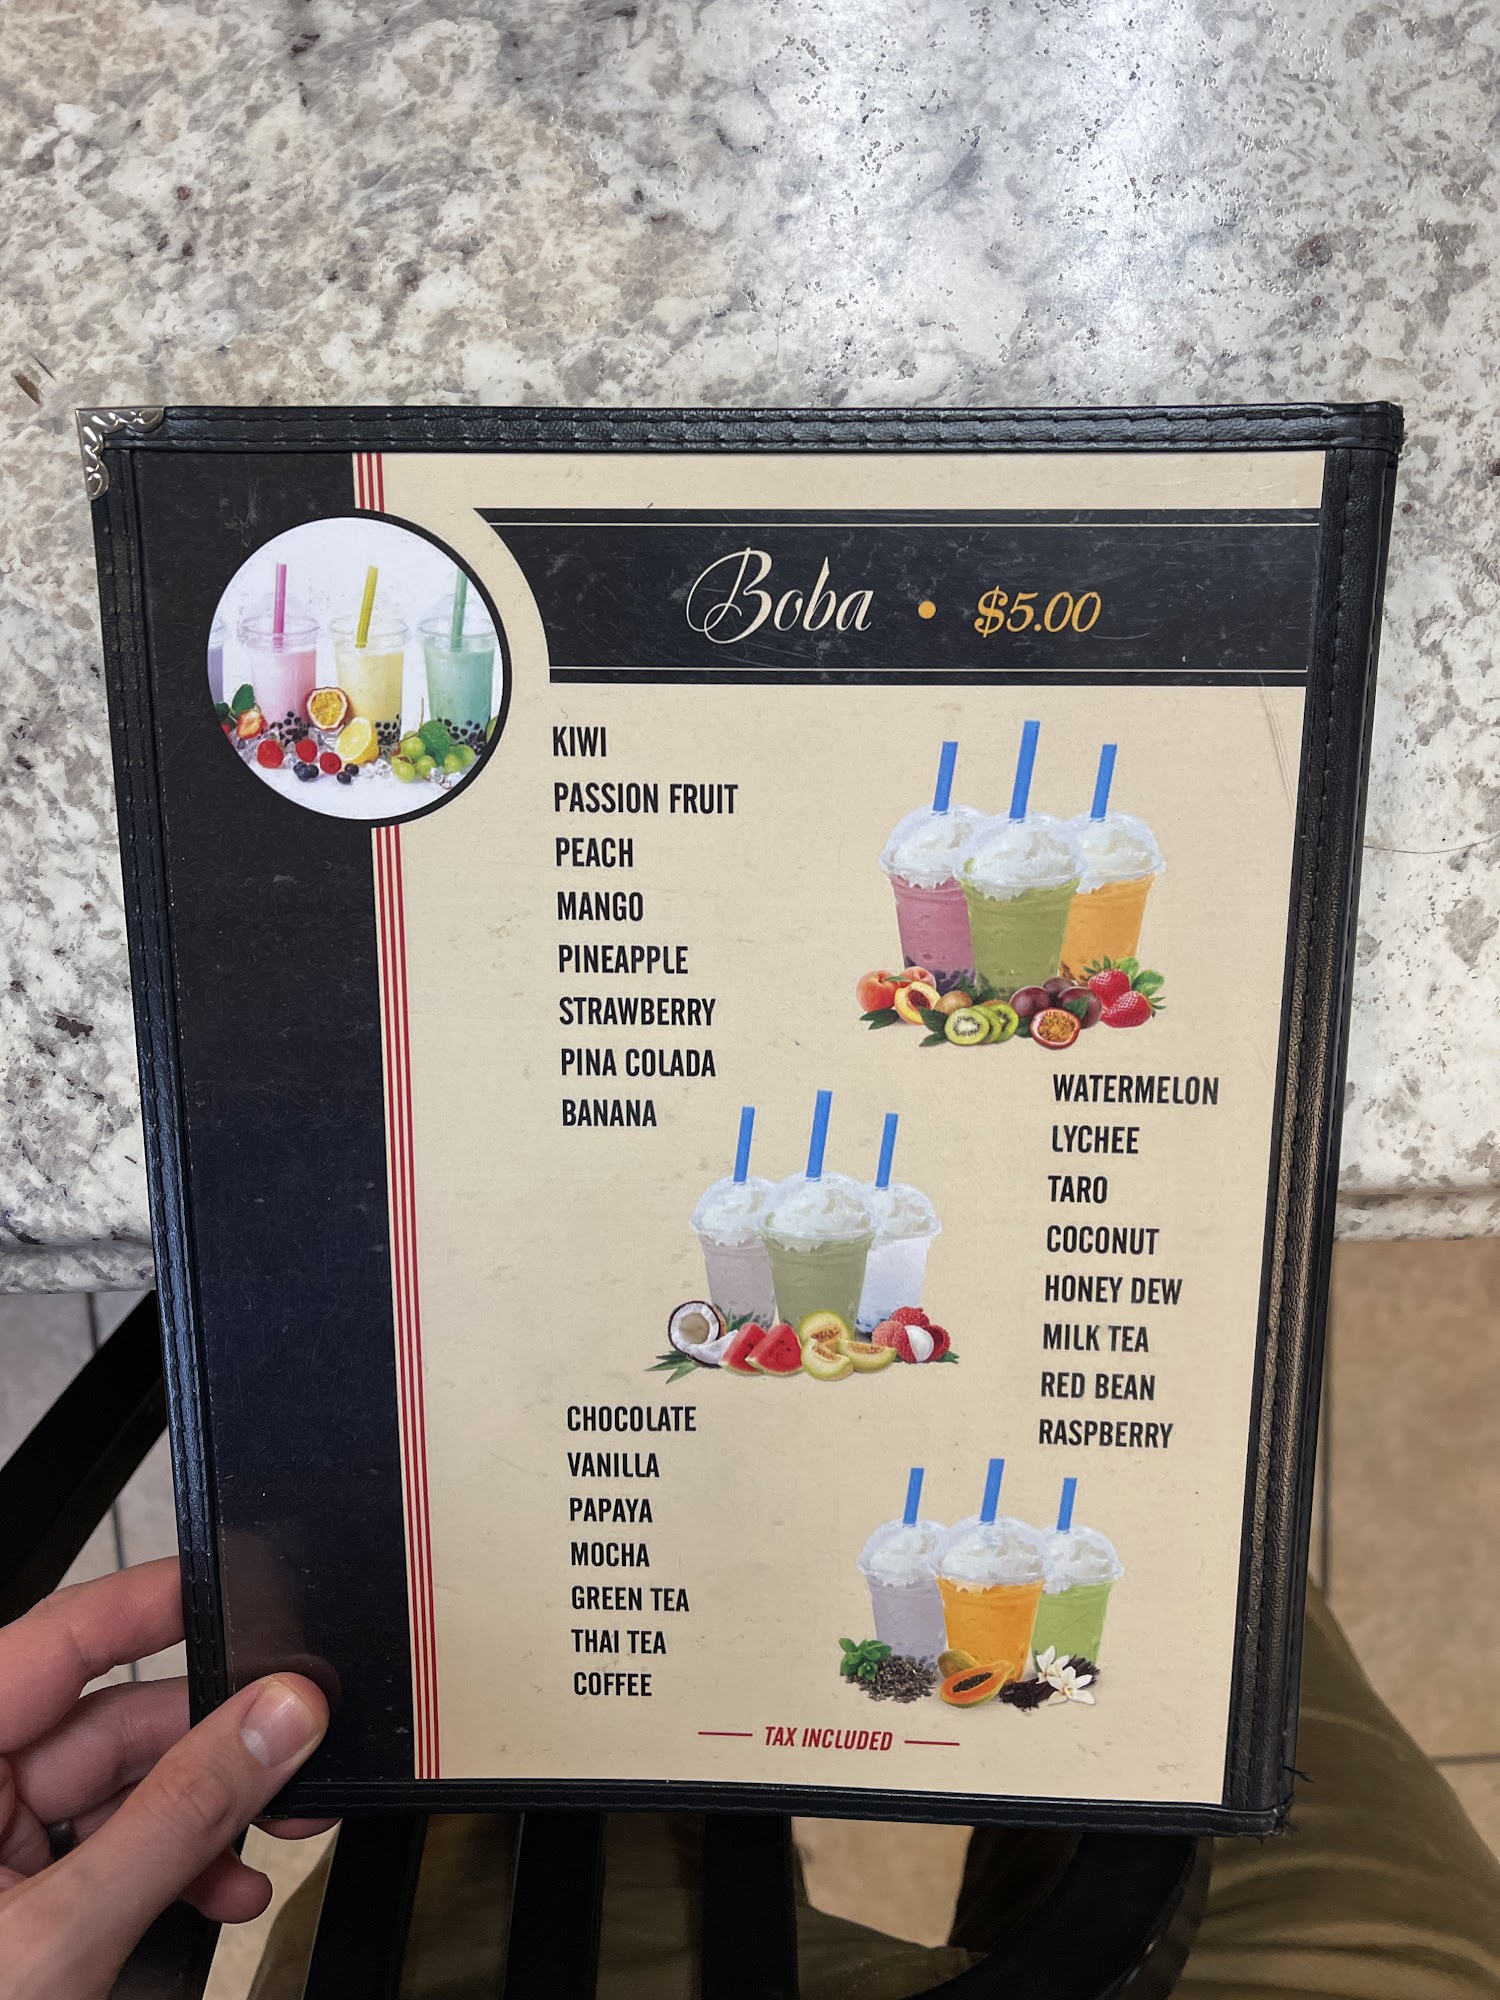 Boba • $5.00
KIWI
PASSION FRUIT
PEACH
MANGO
PINEAPPLE
STRAWBERRY
PINA COLADA
BANANA
WATERMELON
LYCHEE
TARO
COCONUT
HONEY DEW
MILK TEA
RED BEAN
RASPBERRY
CHOCOLATE
VANILLA
PAPAYA
MOCHA
GREEN TEA
THAI TEA
COFFEE
TAX INCLUDED